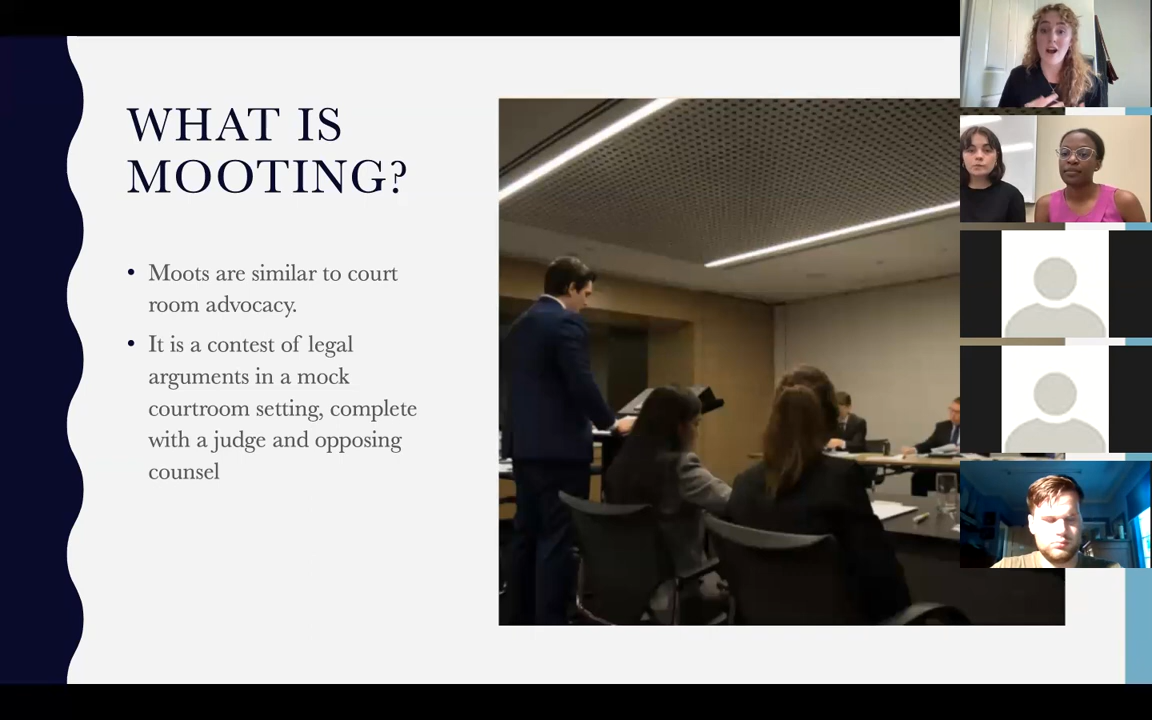 WHAT IS
MOOTING?
• Moots are similar to court
room advocacy.
• It is a contest of legal
arguments in a mock
courtroom setting, complete
with a judge and opposing
counsel